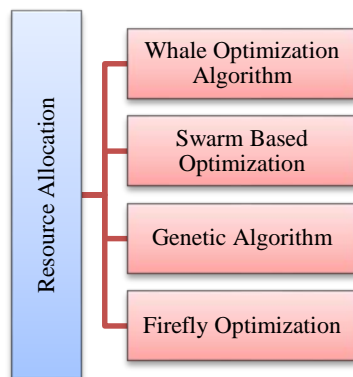 Resource Allocation
Whale Optimization
Algorithm
Swarm Based
Optimization
Genetic Algorithm
Firefly Optimization